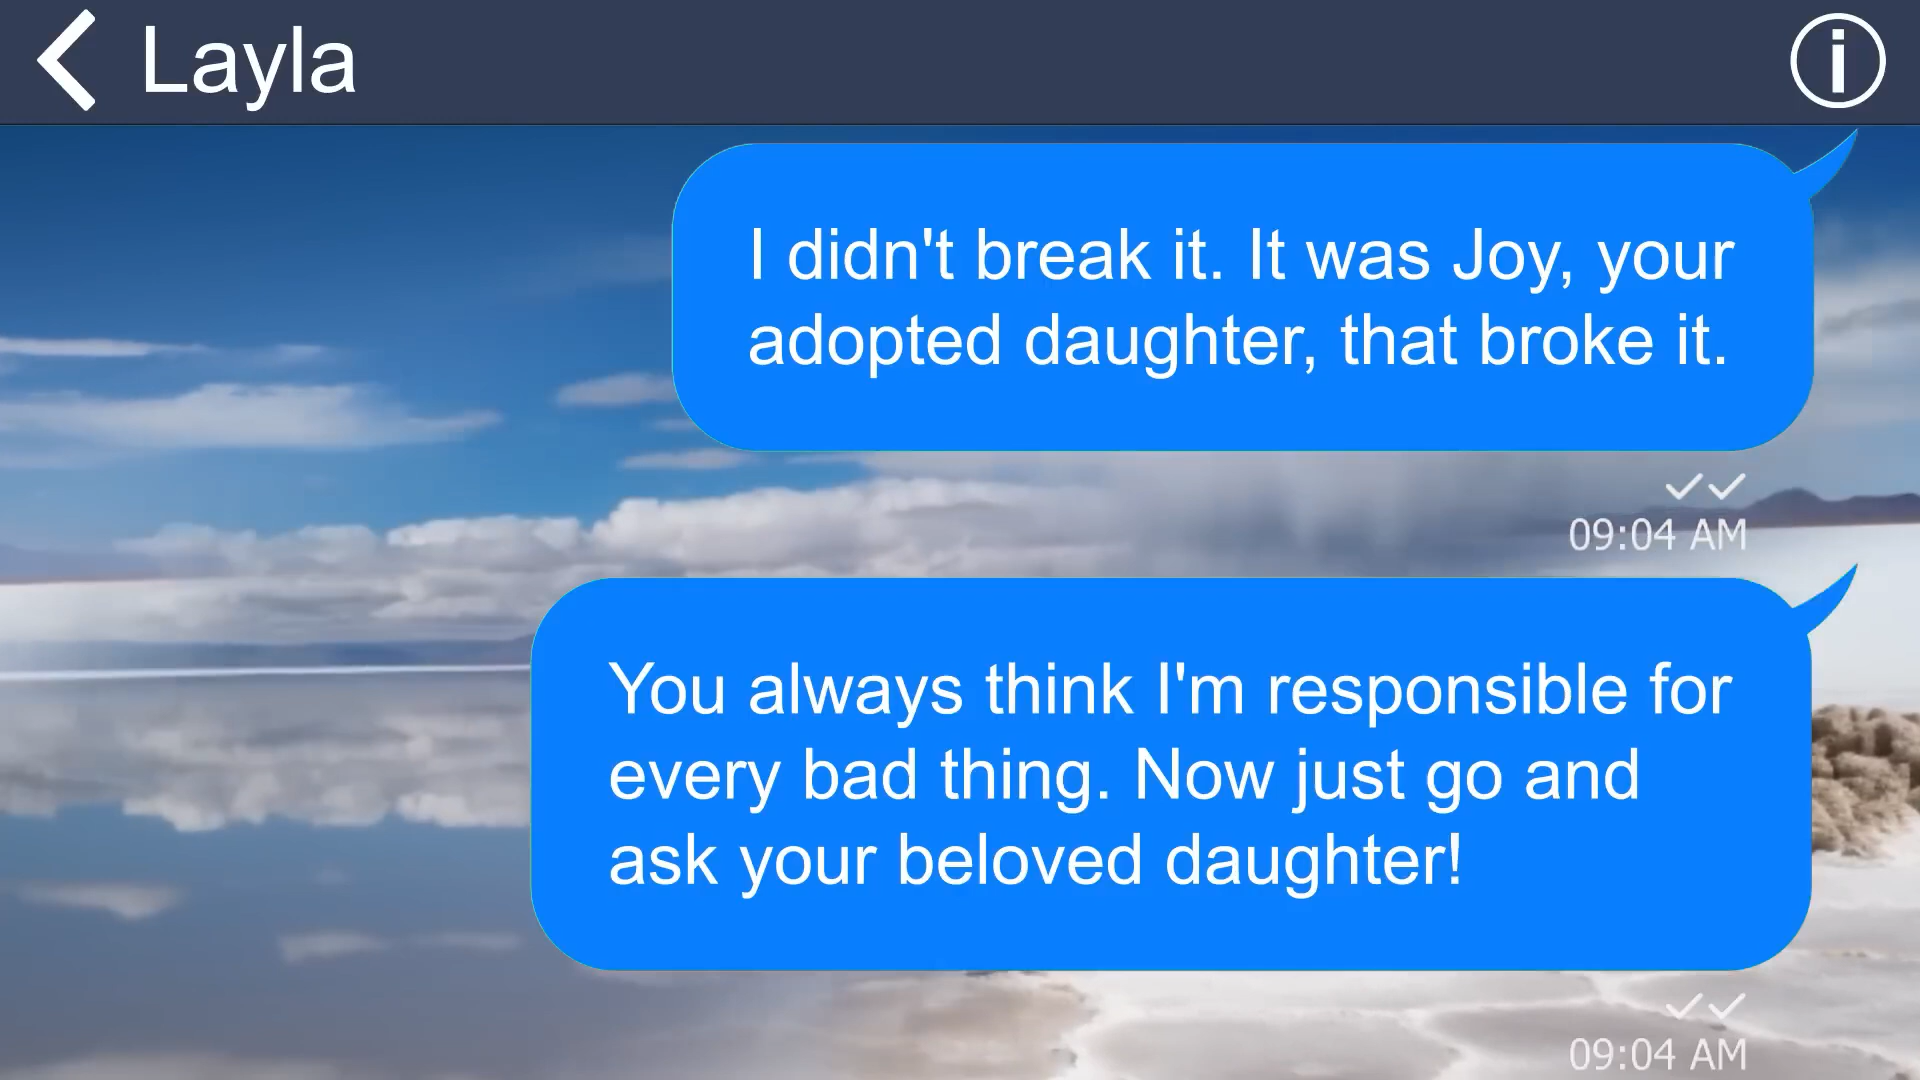 Layla
I didn't break it. It was Joy, your
adopted daughter, that broke it.
09:04 AM
You always think I'm responsible for
every bad thing. Now just go and
ask your beloved daughter!
09:04 AM